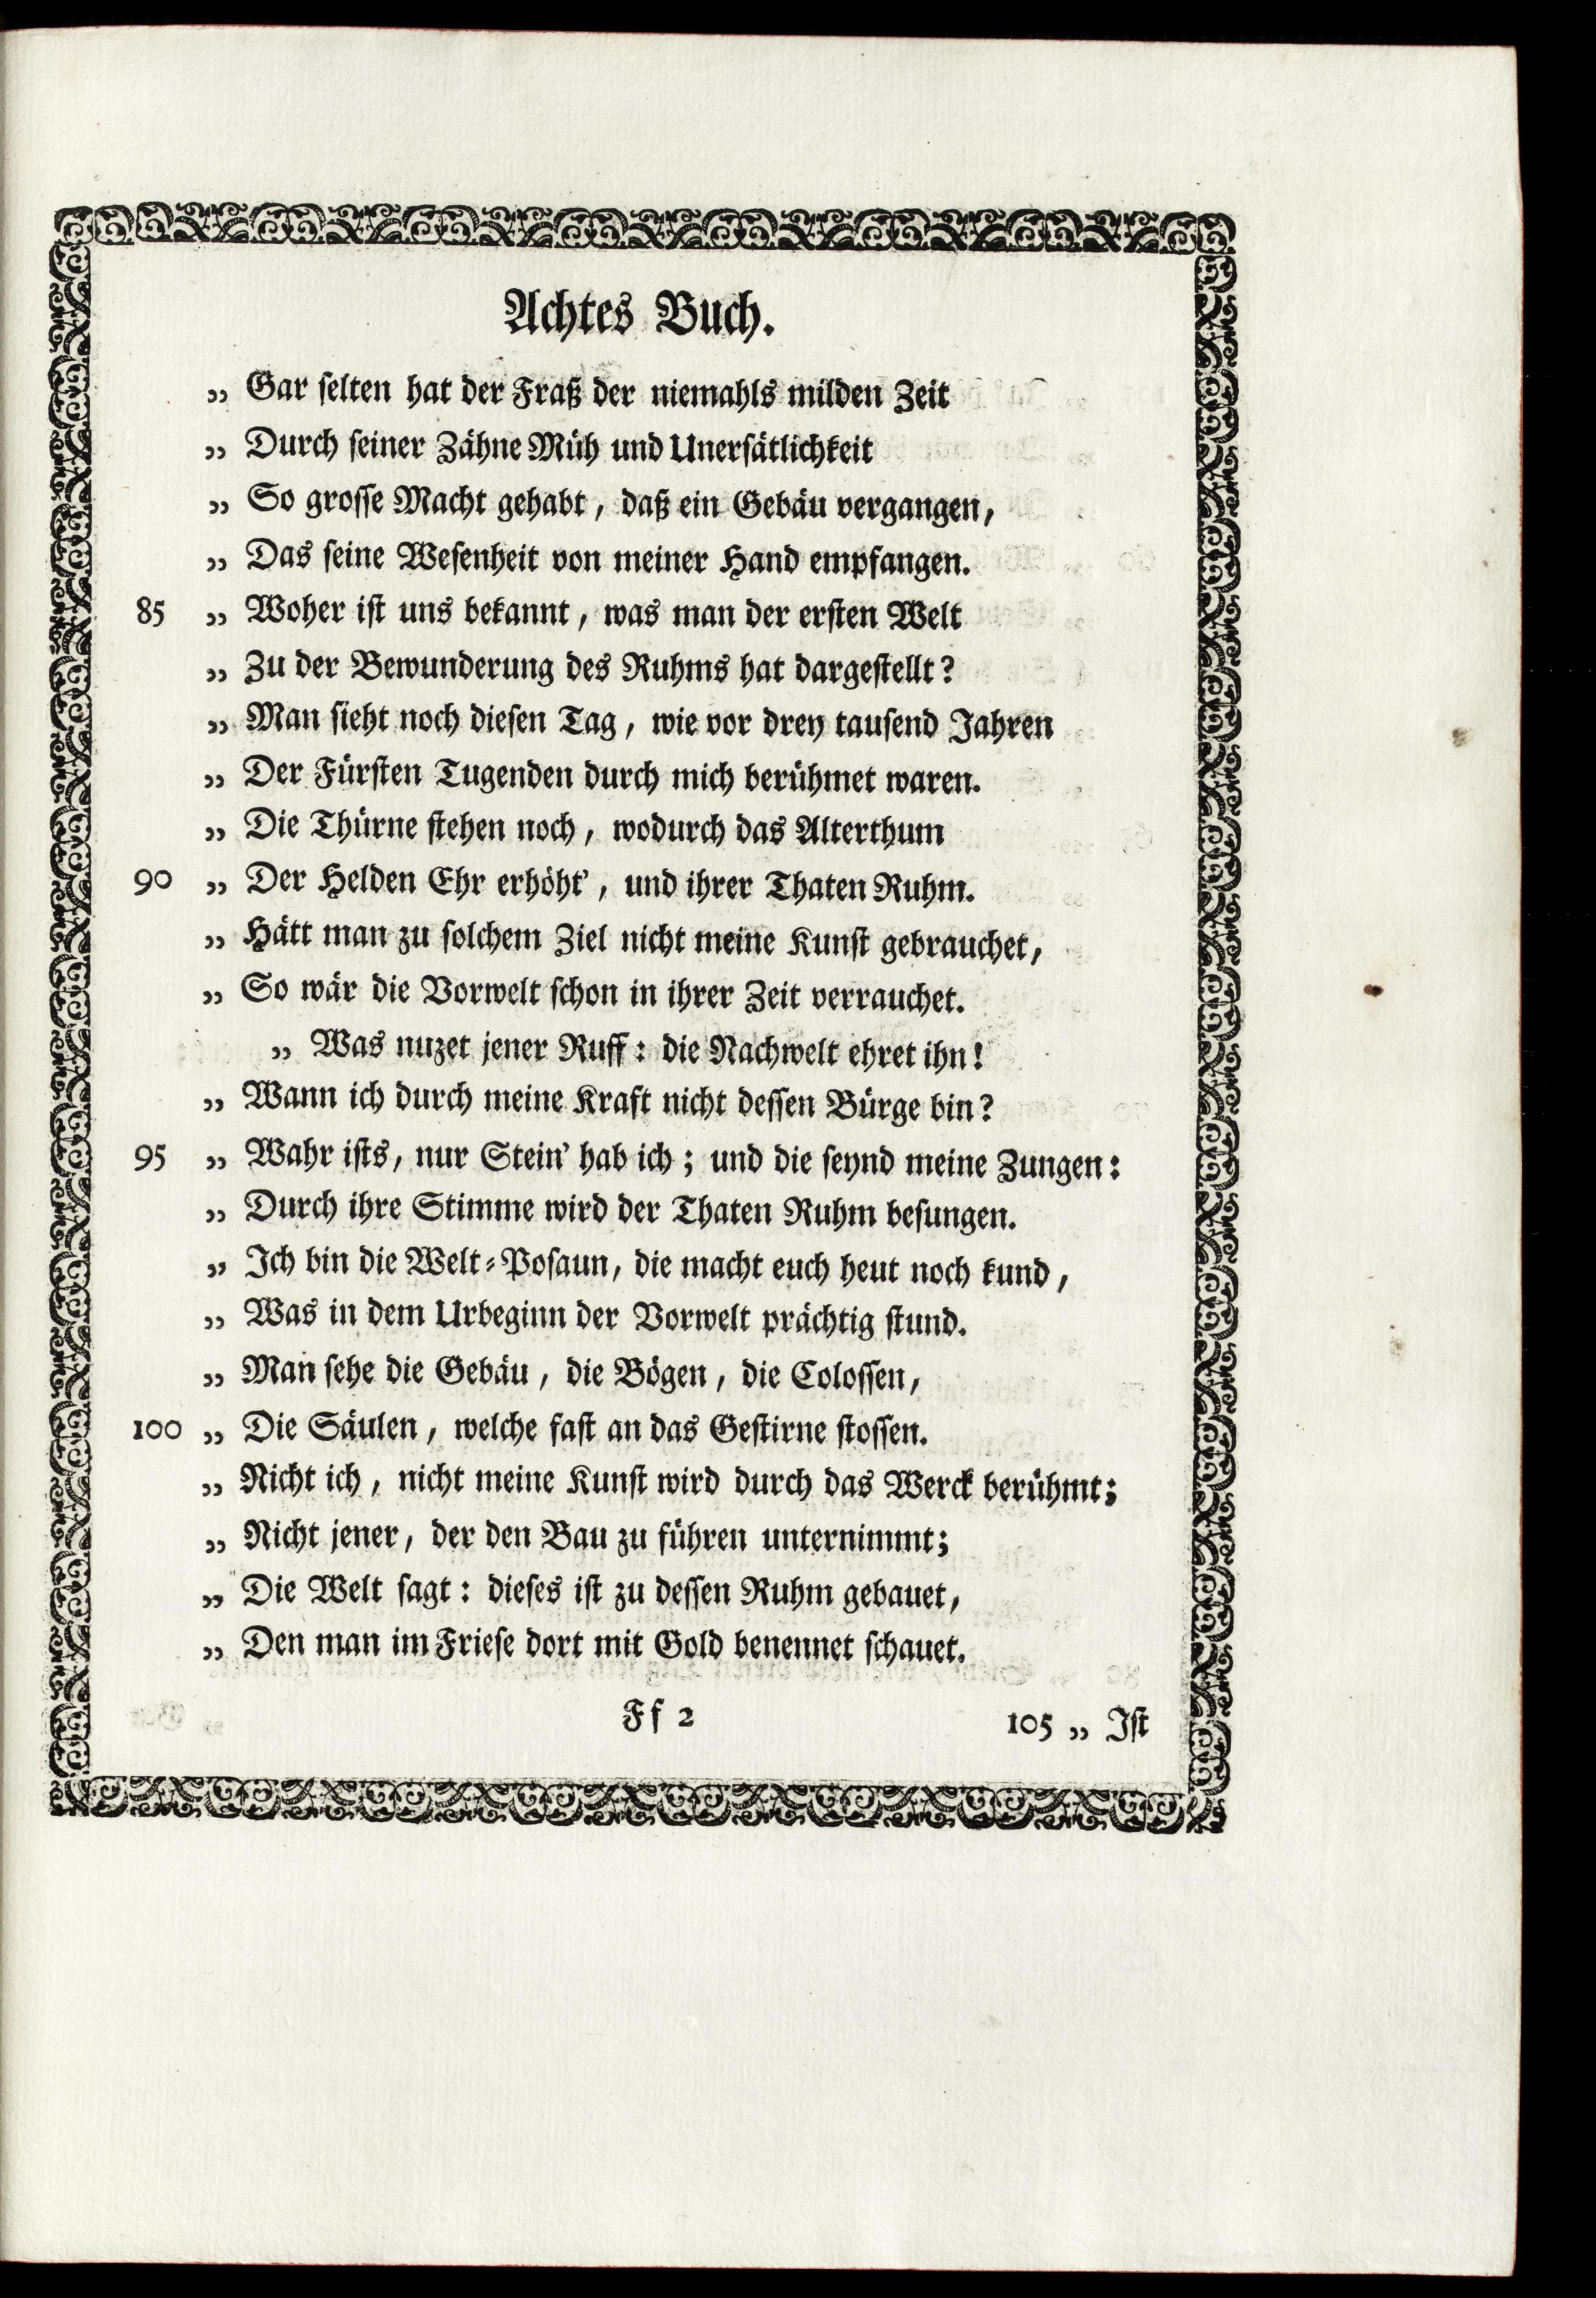 Achtes Buch.
„ Gar selten hat der Fraß der niemahls milden Zeit
„ Durch seiner Zähne Müh und Unersätlichkeit
„ So grosse Macht gehabt, daß ein Gebäu vergangen,
„ Das seine Wesenheit von meiner Hand empfangen.
85 „ Woher ist uns bekannt, was man der ersten Welt
„ Zu der Bewunderung des Ruhms hat dargestellt?
„ Man sieht noch diesen Tag, wie vor drey tausend Jahren
„ Der Fürsten Tugenden durch mich berühmet waren.
„ Die Thürne stehen noch, wodurch das Alterthum
90 „ Der Helden Ehr erhöht', und ihrer Thaten Ruhm.
„ Hätt man zu solchem Ziel nicht meine Kunst gebrauchet,
„ So wär die Vorwelt schon in ihrer Zeit verrauchet.
„ Was nuzet jener Ruff: die Nachwelt ehret ihn!
„ Wann ich durch meine Kraft nicht dessen Bürge bin?
95 „ Wahr ists, nur Stein' hab ich; und die seynd meine Zungen:
„ Durch ihre Stimme wird der Thaten Ruhm besungen.
„ Ich bin die Welt-Posaun, die macht euch heut noch kund,
„ Was in dem Urbeginn der Vorwelt prächtig stund.
„ Man sehe die Gebäu, die Bögen, die Colossen,
100 „ Die Säulen, welche fast an das Gestirne stossen.
„ Nicht ich, nicht meine Kunst wird durch das Werck berühmt;
„ Nicht jener, der den Bau zu führen unternimmt;
„ Die Welt sagt: dieses ist zu dessen Ruhm gebauet,
„ Den man im Friese dort mit Gold benennet schauet.
Ff 2 105 „ Ist